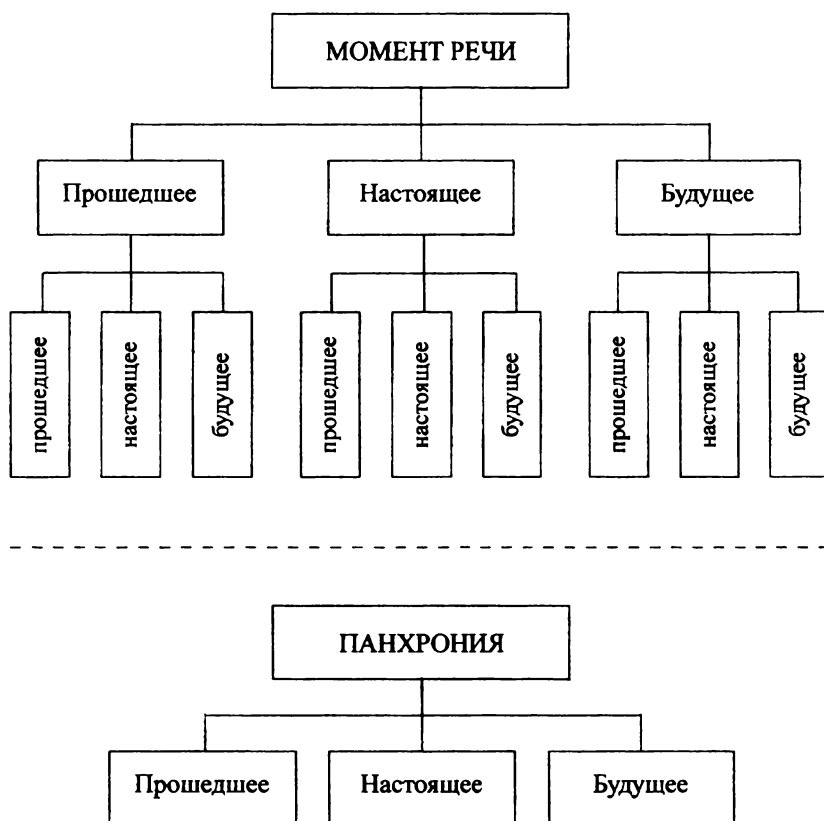 МОМЕНТ РЕЧИ
Прошедшее
Настоящее
Будущее
прошедшее
настоящее
будущее
прошедшее
настоящее
будущее
прошедшее
настоящее
будущее
ПАНХРОНИЯ
Прошедшее
Настоящее
Будущее